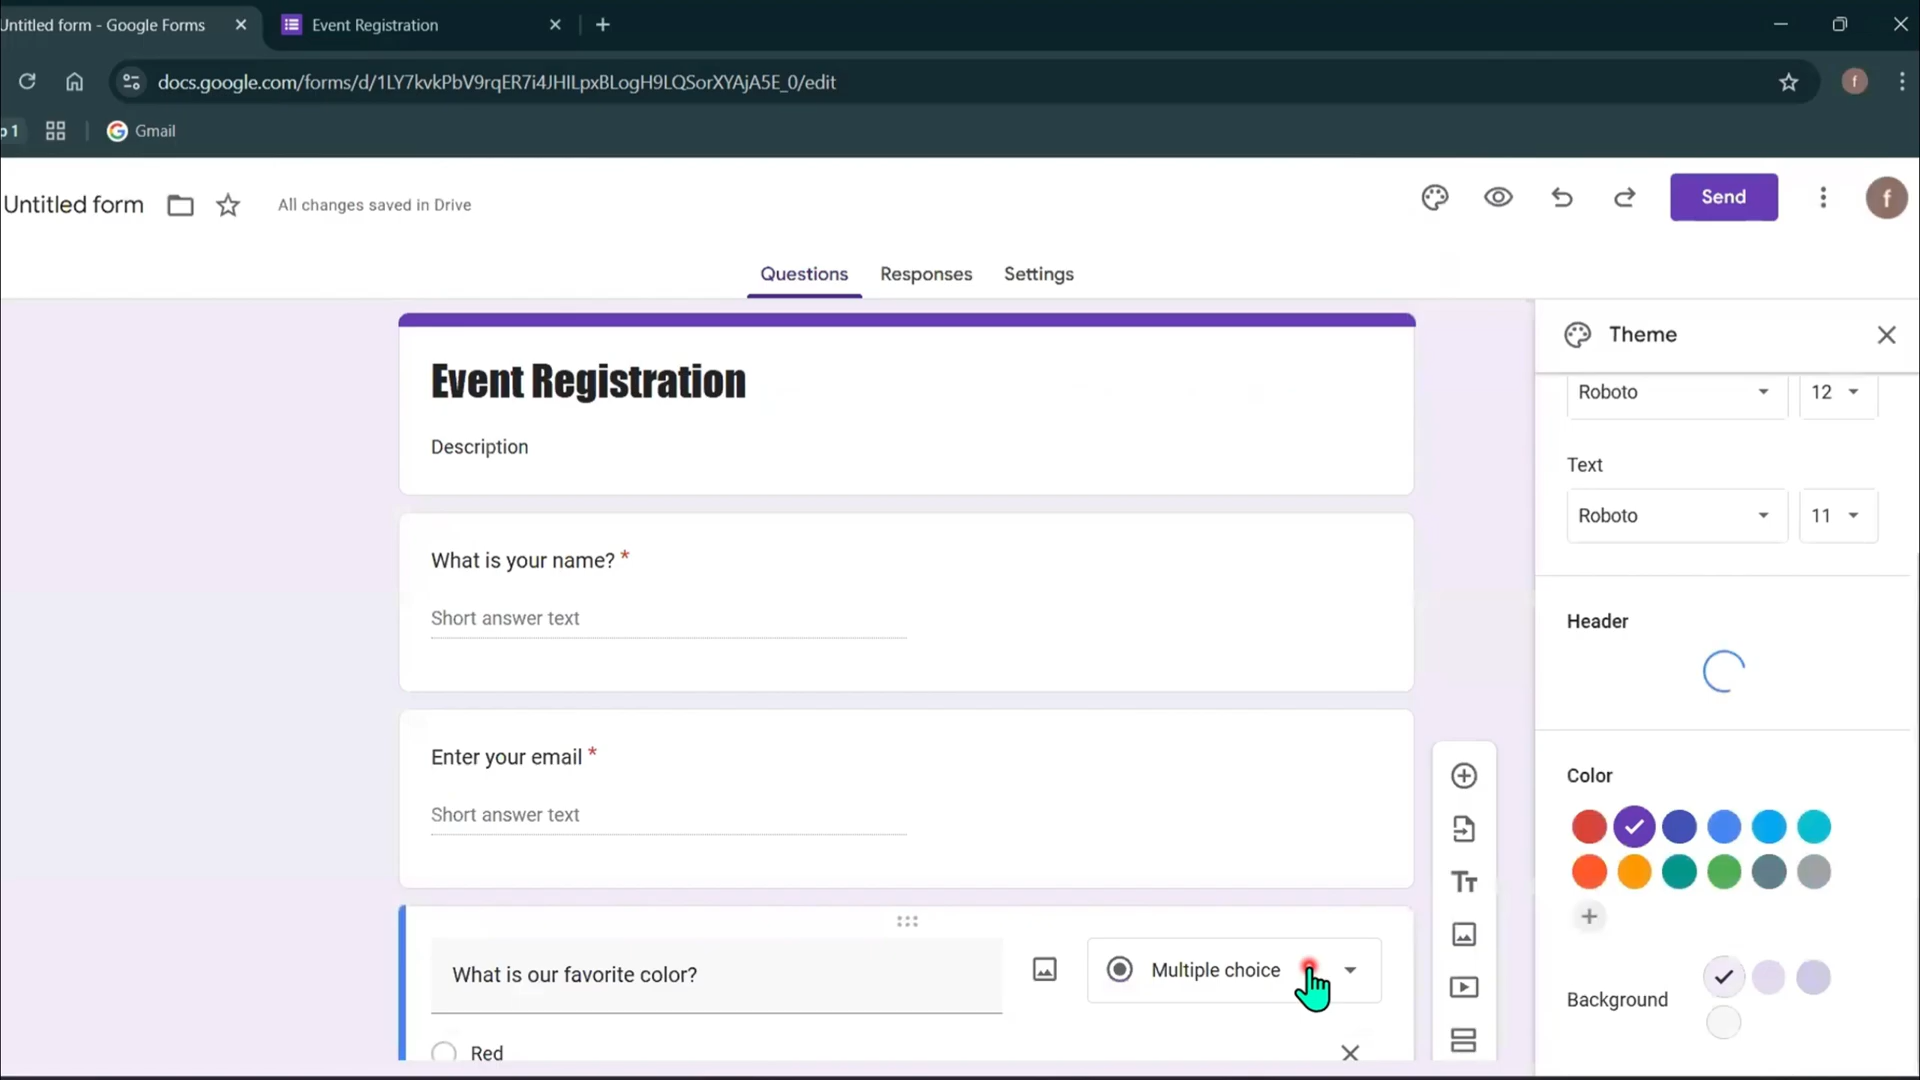 Untitled form - Google Forms
Event Registration
docs.google.com/forms/d/1LY7kvkPbV9rqER7i4JHILpxBLogH9LQSorXYAjA5E_0/edit
f
p 1
Gmail
Untitled form
All changes saved in Drive
Send
f
Questions
Responses
Settings
Event Registration
Description
What is your name? *
Short answer text
Enter your email *
Short answer text
What is our favorite color?
Multiple choice
Red
Tт
Theme
Roboto
12
Text
Roboto
11
Header
Color
Background